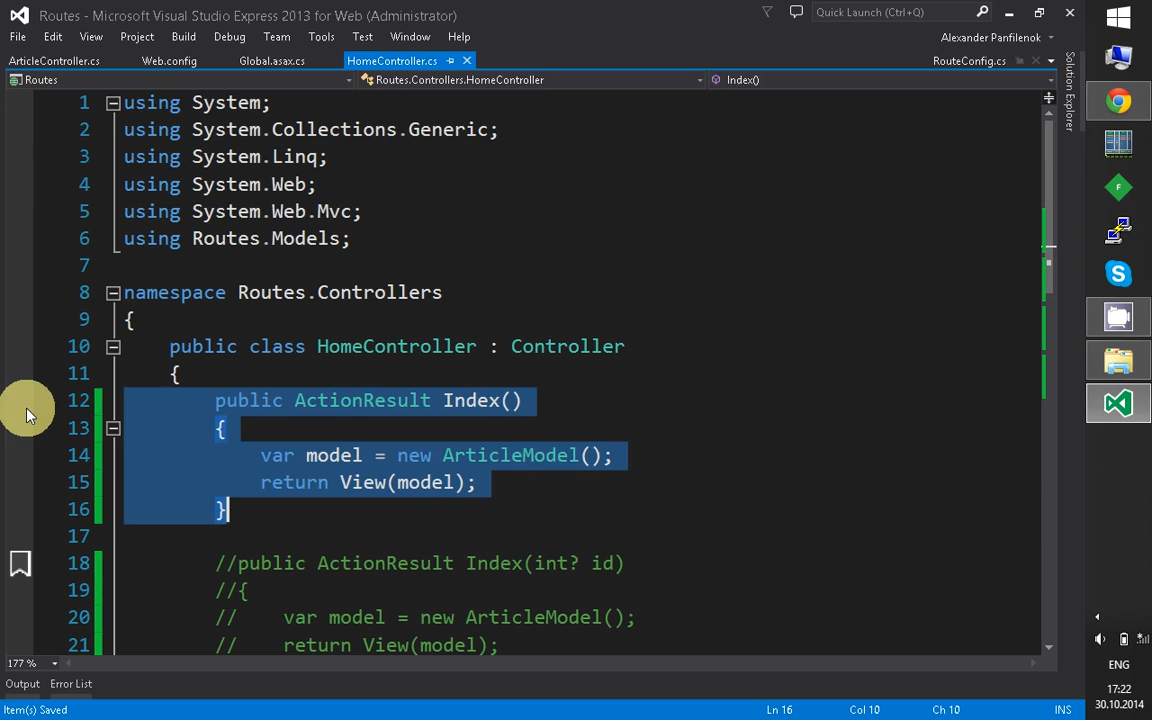 Routes - Microsoft Visual Studio Express 2013 for Web (Administrator)
Quick Launch (Ctrl+Q)
File Edit View Project Build Debug Team Tools Test Window Help
Alexander Panfilenok
ArticleController.cs Web.config Global.asax.cs HomeController.cs RouteConfig.cs
Solution Explorer
Routes Routes.Controllers.HomeController Index()
1 using System;
2 using System.Collections.Generic;
3 using System.Linq;
4 using System.Web;
5 using System.Web.Mvc;
6 using Routes.Models;
7
8 namespace Routes.Controllers
9 {
10 public class HomeController : Controller
11 {
12 public ActionResult Index()
13 {
14 var model = new ArticleModel();
15 return View(model);
16 }
17
18 //public ActionResult Index(int? id)
19 //{
20 // var model = new ArticleModel();
21 // return View(model);
177 %
Output Error List
Item(s) Saved Ln 16 Col 10 Ch 10 INS
F
ENG
17:22
30.10.2014